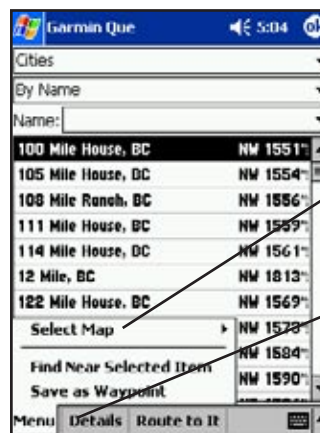 Garmin Que 5:04 ok
Cities
By Name
Name:
100 Mile House, BC NW 1551
105 Mile House, BC NW 1554
108 Mile Ranch, BC NW 1556
111 Mile House, BC NW 1559
114 Mile House, BC NW 1561
12 Mile, BC NW 1813
122 Mile House, BC NW 1569
Select Map NW 1573
NW 1584
Find Near Selected Item NW 1590
Save as Waypoint
Menu Details Route to It